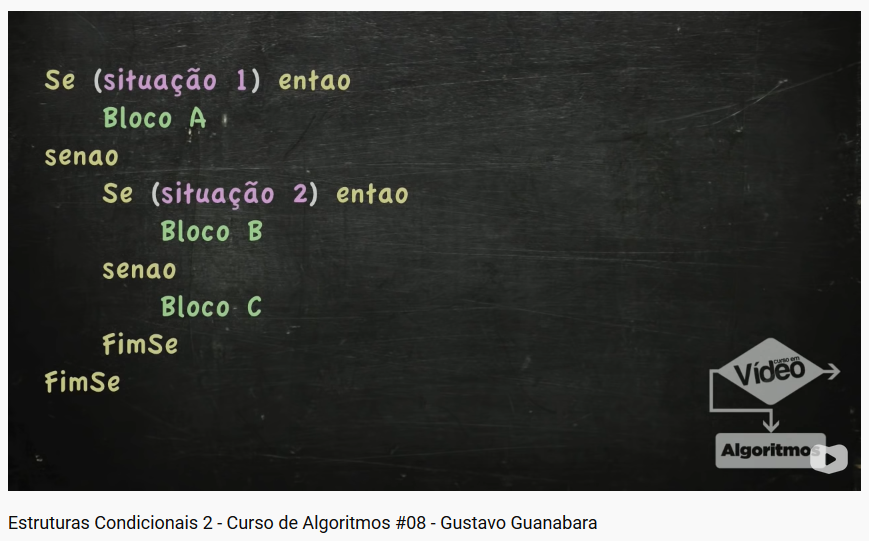 Se (situação 1) entao
Bloco A
senao
Se (situação 2) entao
Bloco B
senao
Bloco C
FimSe
FimSe
curso em
Vídeo
Algoritmos
Estruturas Condicionais 2 - Curso de Algoritmos #08 - Gustavo Guanabara